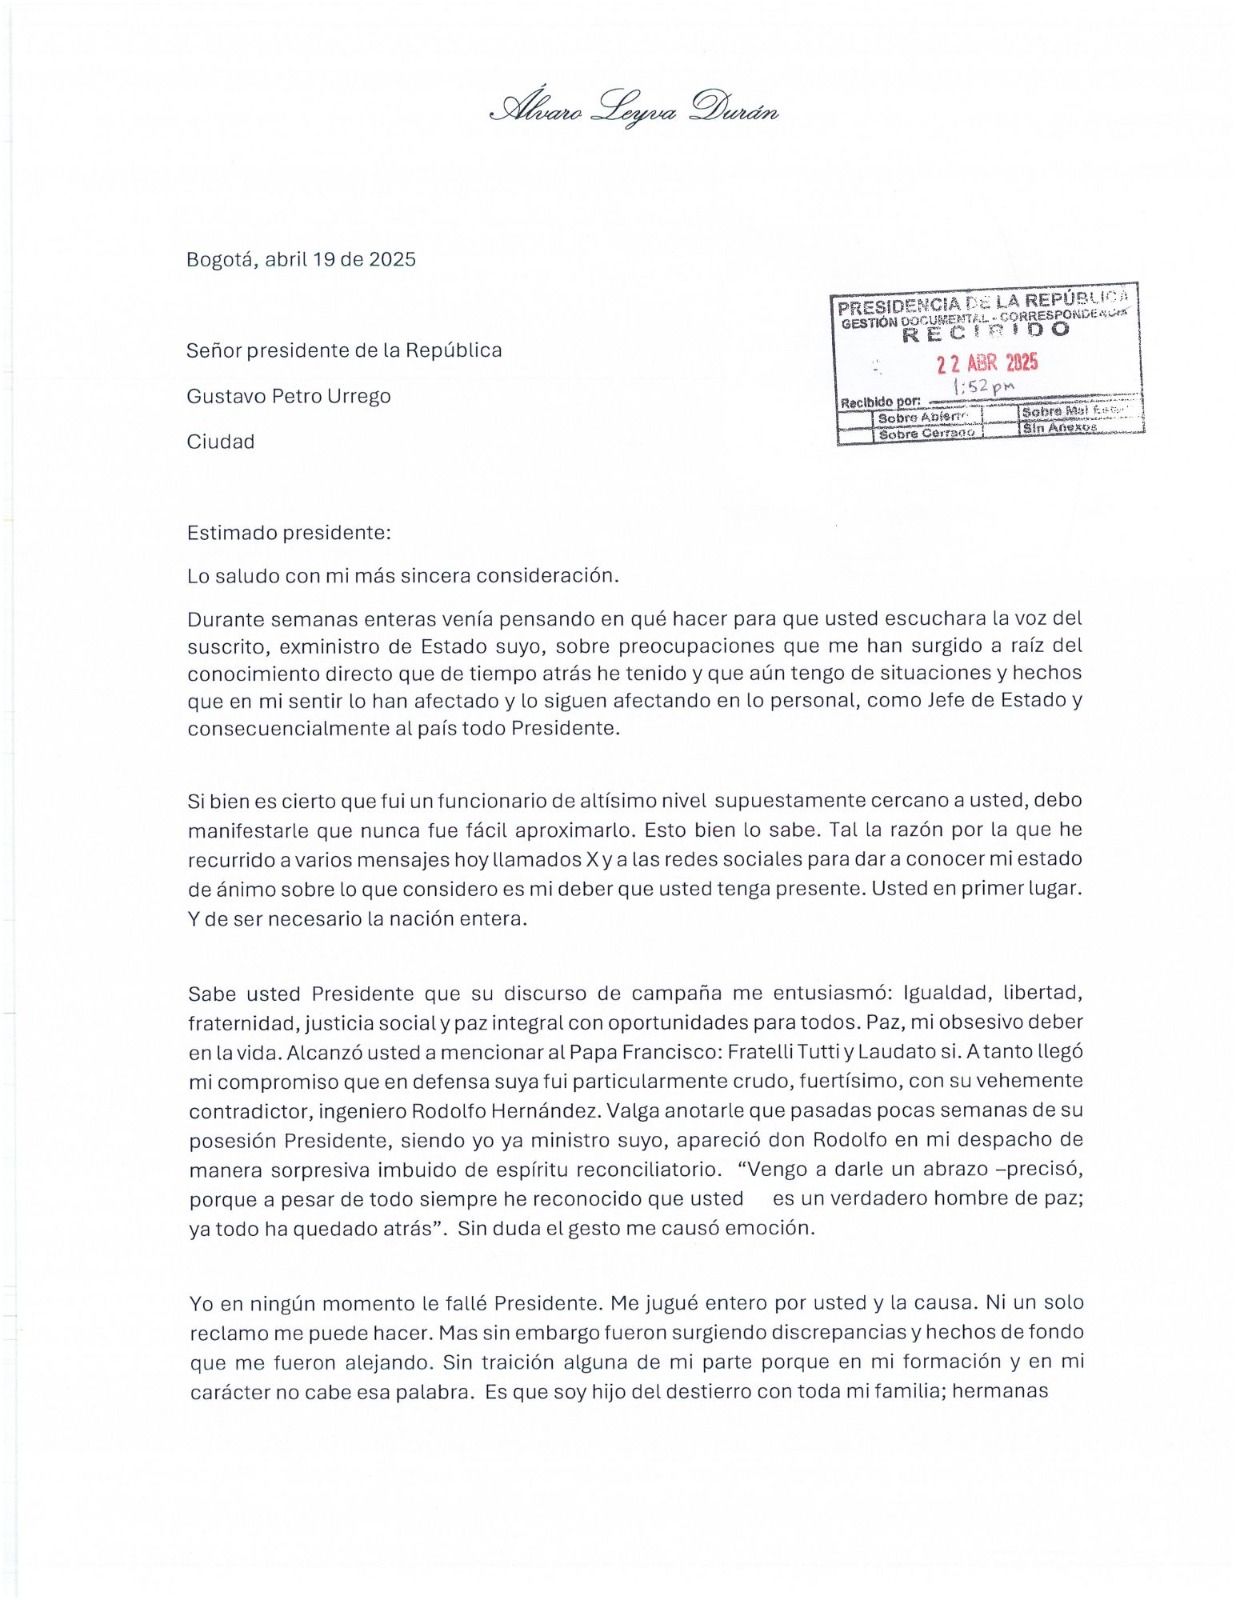 Álvaro Leyva Durán
Bogotá, abril 19 de 2025
PRESIDENCIA DE LA REPÚBLICA
GESTIÓN DOCUMENTAL - CORRESPONDENCIA
RECIBIDO
22 ABR 2025
1:52 pm
Recibido por:
Sobre Abierto Sobre Mal
Sobre Cerrado Sin Anexos
Señor presidente de la República
Gustavo Petro Urrego
Ciudad
Estimado presidente:
Lo saludo con mi más sincera consideración.
Durante semanas enteras venía pensando en qué hacer para que usted escuchara la voz del
suscrito, exministro de Estado suyo, sobre preocupaciones que me han surgido a raíz del
conocimiento directo que de tiempo atrás he tenido y que aún tengo de situaciones y hechos
que en mi sentir lo han afectado y lo siguen afectando en lo personal, como Jefe de Estado y
consecuencialmente al país todo Presidente.
Si bien es cierto que fui un funcionario de altísimo nivel supuestamente cercano a usted, debo
manifestarle que nunca fue fácil aproximarlo. Esto bien lo sabe. Tal la razón por la que he
recurrido a varios mensajes hoy llamados X y a las redes sociales para dar a conocer mi estado
de ánimo sobre lo que considero es mi deber que usted tenga presente. Usted en primer lugar.
Y de ser necesario la nación entera.
Sabe usted Presidente que su discurso de campaña me entusiasmó: Igualdad, libertad,
fraternidad, justicia social y paz integral con oportunidades para todos. Paz, mi obsesivo deber
en la vida. Alcanzó usted a mencionar al Papa Francisco: Fratelli Tutti y Laudato si. A tanto llegó
mi compromiso que en defensa suya fui particularmente crudo, fuertísimo, con su vehemente
contradictor, ingeniero Rodolfo Hernández. Valga anotarle que pasadas pocas semanas de su
posesión Presidente, siendo yo ya ministro suyo, apareció don Rodolfo en mi despacho de
manera sorpresiva imbuido de espíritu reconciliatorio. “Vengo a darle un abrazo –precisó,
porque a pesar de todo siempre he reconocido que usted es un verdadero hombre de paz;
ya todo ha quedado atrás”. Sin duda el gesto me causó emoción.
Yo en ningún momento le fallé Presidente. Me jugué entero por usted y la causa. Ni un solo
reclamo me puede hacer. Mas sin embargo fueron surgiendo discrepancias y hechos de fondo
que me fueron alejando. Sin traición alguna de mi parte porque en mi formación y en mi
carácter no cabe esa palabra. Es que soy hijo del destierro con toda mi familia; hermanas